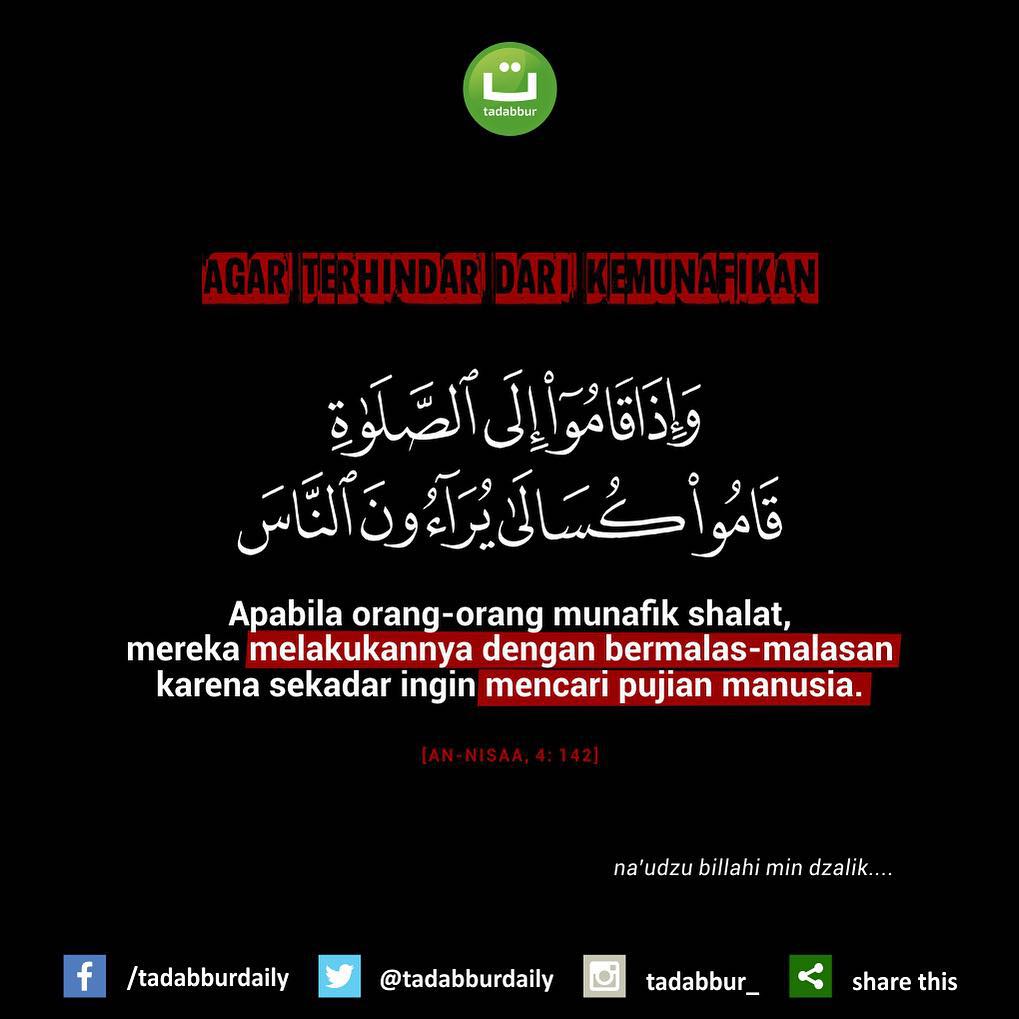 ت
tadabbur
AGAR TERHINDAR DARI KEMUNAFIKAN
وَإِذَا قَامُوٓا۟ إِلَى ٱلصَّلَوٰةِ
قَامُوا۟ كُسَالَىٰ يُرَآءُونَ ٱلنَّاسَ
Apabila orang-orang munafik shalat,
mereka melakukannya dengan bermalas-malasan
karena sekadar ingin mencari pujian manusia.
[AN-NISAA, 4: 142]
na'udzu billahi min dzalik....
/tadabburdaily @tadabburdaily tadabbur_ share this